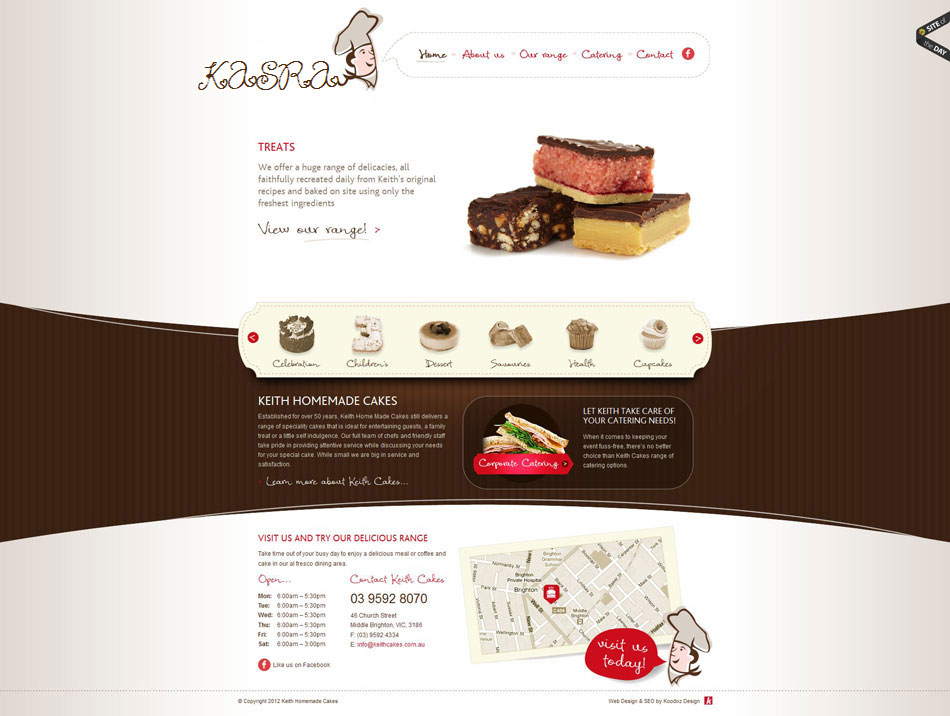 KASRA
Home
About us
Our range
Catering
Contact
f
SITE of
the DAY
TREATS
We offer a huge range of delicacies, all
faithfully recreated daily from Keith's original
recipes and baked on site using only the
freshest ingredients
View our range! >
<
>
Celebration
Children's
Dessert
Savouries
Health
Cupcakes
KEITH HOMEMADE CAKES
Established for over 50 years, Keith Home Made Cakes still delivers a
range of speciality cakes that is ideal for entertaining guests, a family
treat or a little self indulgence. Our full team of chefs and friendly staff
take pride in providing attentive service while discussing your needs
for your special cake. While small we are big in service and
satisfaction.
Learn more about Keith Cakes...
Corporate Catering >
LET KEITH TAKE CARE OF
YOUR CATERING NEEDS!
When it comes to keeping your
event fuss-free, there's no better
choice than Keith Cakes range of
catering options.
VISIT US AND TRY OUR DELICIOUS RANGE
Take time out of your busy day to enjoy a delicious meal or coffee and
cake in our al fresco dining area.
Open...
Mon: 6:00am – 5:30pm
Tue: 6:00am – 5:30pm
Wed: 6:00am – 5:30pm
Thu: 6:00am – 5:30pm
Fri: 6:00am – 5:30pm
Sat: 6:00am – 3:00pm
f Like us on Facebook
Contact Keith Cakes
03 9592 8070
46 Church Street
Middle Brighton, VIC, 3186
F. (03) 9592 4334
E. info@keithcakes.com.au
Normanby St
Brighton
Grammar
School
Brighton
Private Hospital
Brighton
Park St
Wellington St
Middle
Brighton
Carpenter St
Wilson St
Halifax
visit us
today!
© Copyright 2012 Keith Homemade Cakes
Web Design & SEO by Koodoz Design